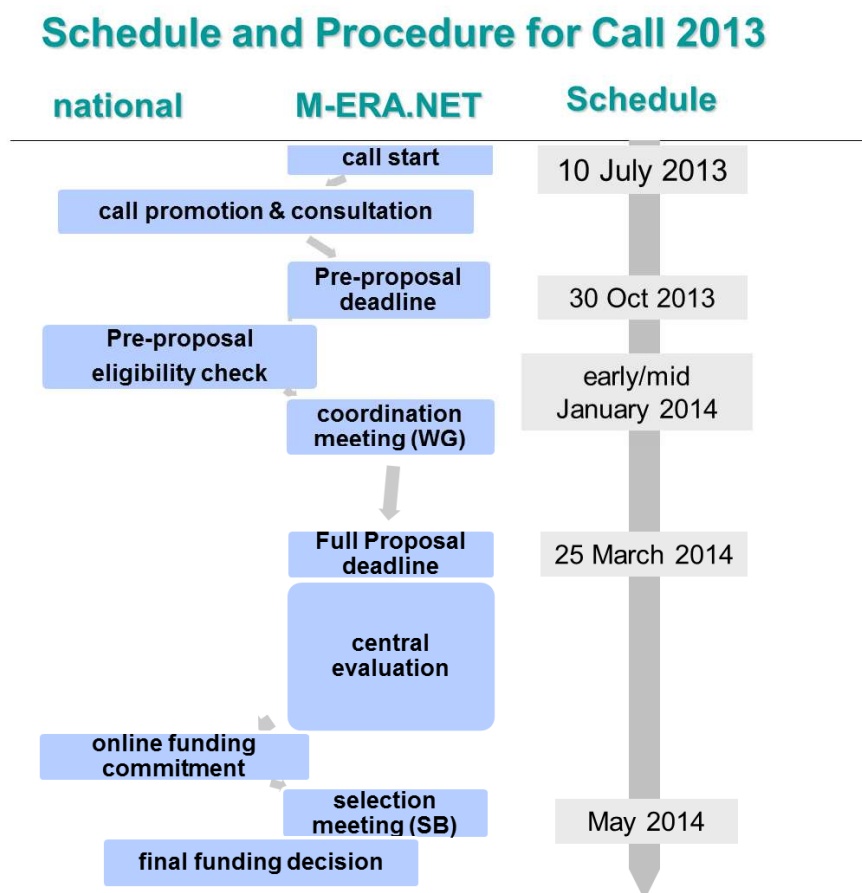 Schedule and Procedure for Call 2013
national M-ERA.NET Schedule
call start
10 July 2013
call promotion & consultation
Pre-proposal
deadline
30 Oct 2013
Pre-proposal
eligibility check
early/mid
January 2014
coordination
meeting (WG)
Full Proposal
deadline
25 March 2014
central
evaluation
online funding
commitment
selection
meeting (SB)
May 2014
final funding decision